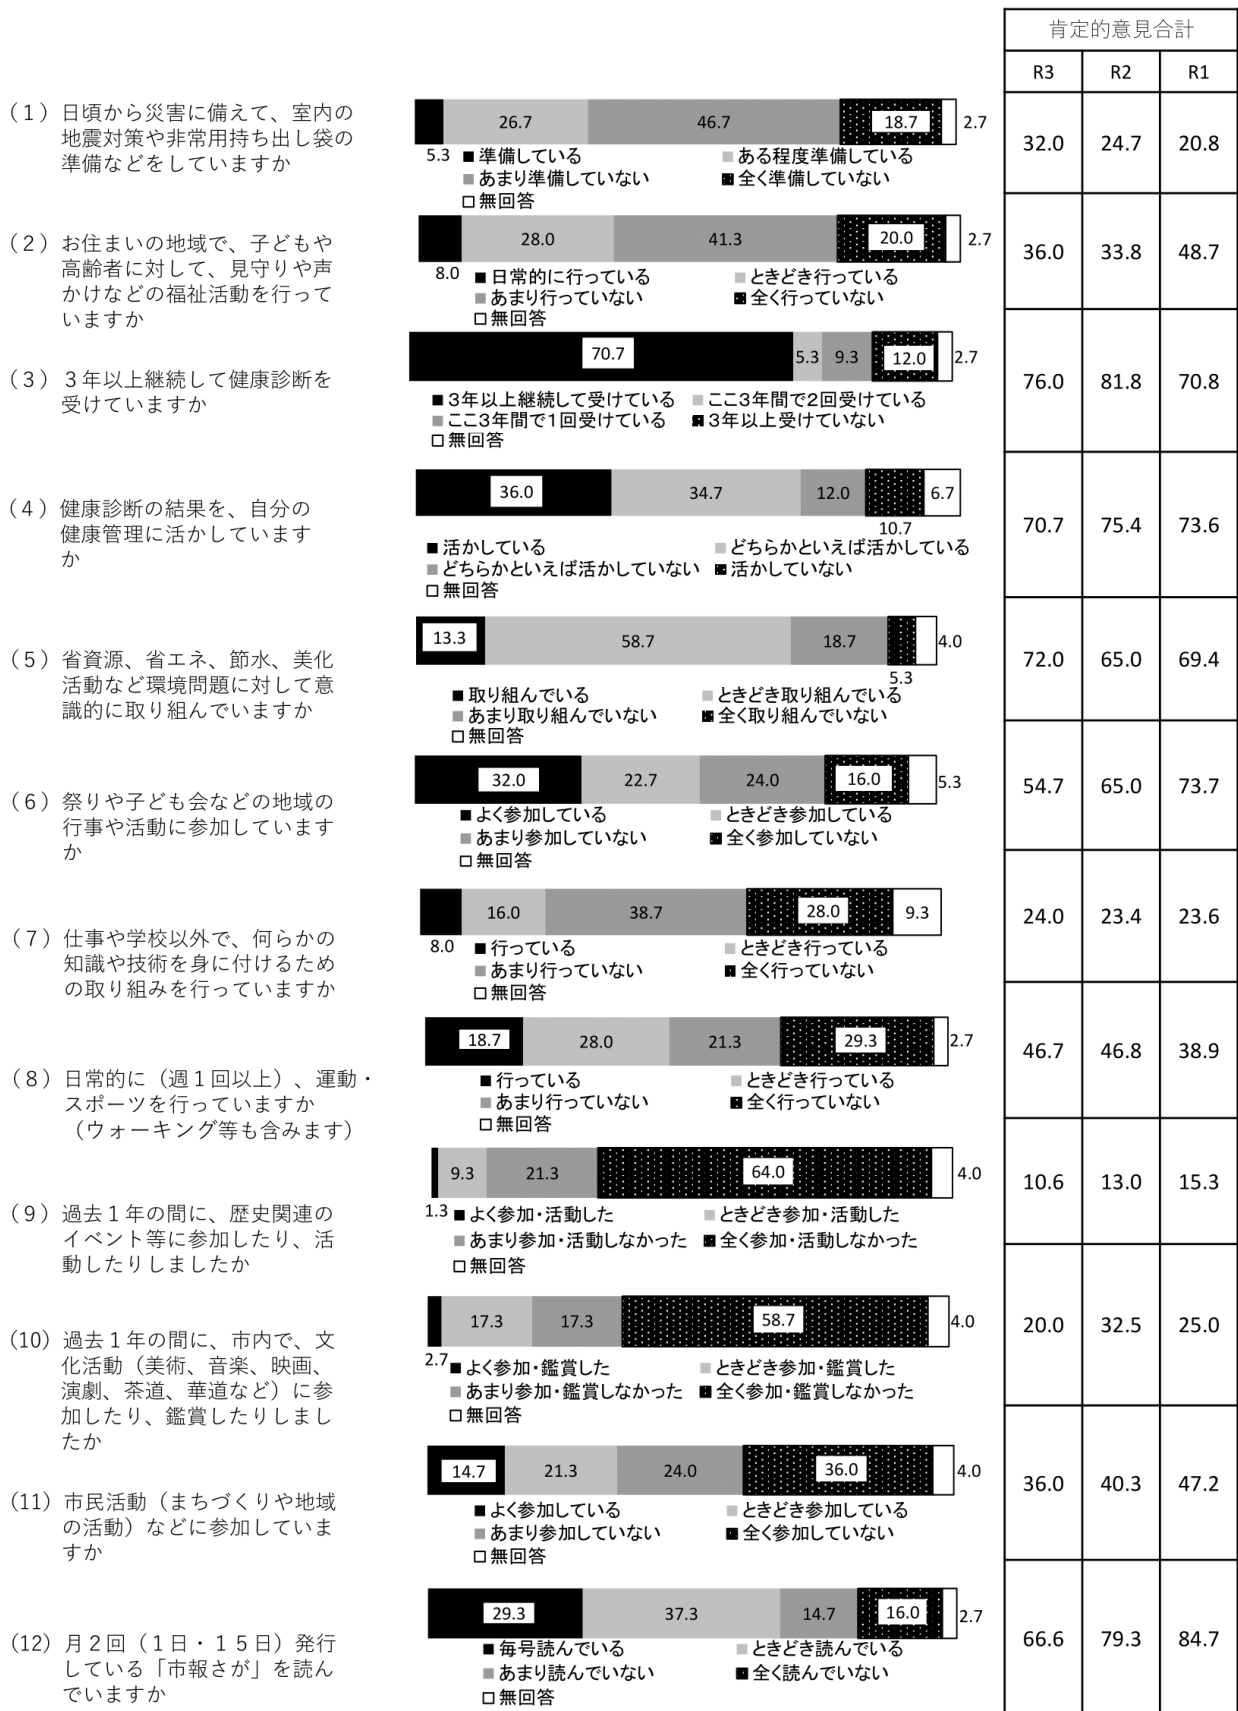 肯定的意見合計
R3 R2 R1
（1）日頃から災害に備えて、室内の
地震対策や非常用持ち出し袋の
準備などをしていますか
26.7 46.7 18.7 2.7
5.3 ■準備している ■ある程度準備している
■あまり準備していない ■全く準備していない
□無回答
32.0 24.7 20.8
（2）お住まいの地域で、子どもや
高齢者に対して、見守りや声
かけなどの福祉活動を行って
いますか
28.0 41.3 20.0 2.7
8.0 ■日常的に行っている ■ときどき行っている
■あまり行っていない ■全く行っていない
□無回答
36.0 33.8 48.7
（3）３年以上継続して健康診断を
受けていますか
70.7 5.3 9.3 12.0 2.7
■3年以上継続して受けている ■ここ3年間で2回受けている
■ここ3年間で1回受けている ■3年以上受けていない
□無回答
76.0 81.8 70.8
（4）健康診断の結果を、自分の
健康管理に活かしています
か
36.0 34.7 12.0 6.7
10.7
■活かしている ■どちらかといえば活かしている
■どちらかといえば活かしていない ■活かしていない
□無回答
70.7 75.4 73.6
（5）省資源、省エネ、節水、美化
活動など環境問題に対して意
識的に取り組んでいますか
13.3 58.7 18.7 4.0
5.3
■取り組んでいる ■ときどき取り組んでいる
■あまり取り組んでいない ■全く取り組んでいない
□無回答
72.0 65.0 69.4
（6）祭りや子ども会などの地域の
行事や活動に参加しています
か
32.0 22.7 24.0 16.0 5.3
■よく参加している ■ときどき参加している
■あまり参加していない ■全く参加していない
□無回答
54.7 65.0 73.7
（7）仕事や学校以外で、何らかの
知識や技術を身に付けるため
の取り組みを行っていますか
16.0 38.7 28.0 9.3
8.0 ■行っている ■ときどき行っている
■あまり行っていない ■全く行っていない
□無回答
24.0 23.4 23.6
（8）日常的に（週１回以上）、運動・
スポーツを行っていますか
（ウォーキング等も含みます）
18.7 28.0 21.3 29.3 2.7
■行っている ■ときどき行っている
■あまり行っていない ■全く行っていない
□無回答
46.7 46.8 38.9
（9）過去１年の間に、歴史関連の
イベント等に参加したり、活
動したりしましたか
9.3 21.3 64.0 4.0
1.3 ■よく参加・活動した ■ときどき参加・活動した
■あまり参加・活動しなかった ■全く参加・活動しなかった
□無回答
10.6 13.0 15.3
(10) 過去１年の間に、市内で、文
化活動（美術、音楽、映画、
演劇、茶道、華道など）に参
加したり、鑑賞したりしまし
たか
17.3 17.3 58.7 4.0
2.7 ■よく参加・鑑賞した ■ときどき参加・鑑賞した
■あまり参加・鑑賞しなかった ■全く参加・鑑賞しなかった
□無回答
20.0 32.5 25.0
(11) 市民活動（まちづくりや地域
の活動）などに参加していま
すか
14.7 21.3 24.0 36.0 4.0
■よく参加している ■ときどき参加している
■あまり参加していない ■全く参加していない
□無回答
36.0 40.3 47.2
(12) 月２回（１日・１５日）発行
している「市報さが」を読ん
でいますか
29.3 37.3 14.7 16.0 2.7
■毎号読んでいる ■ときどき読んでいる
■あまり読んでいない ■全く読んでいない
□無回答
66.6 79.3 84.7